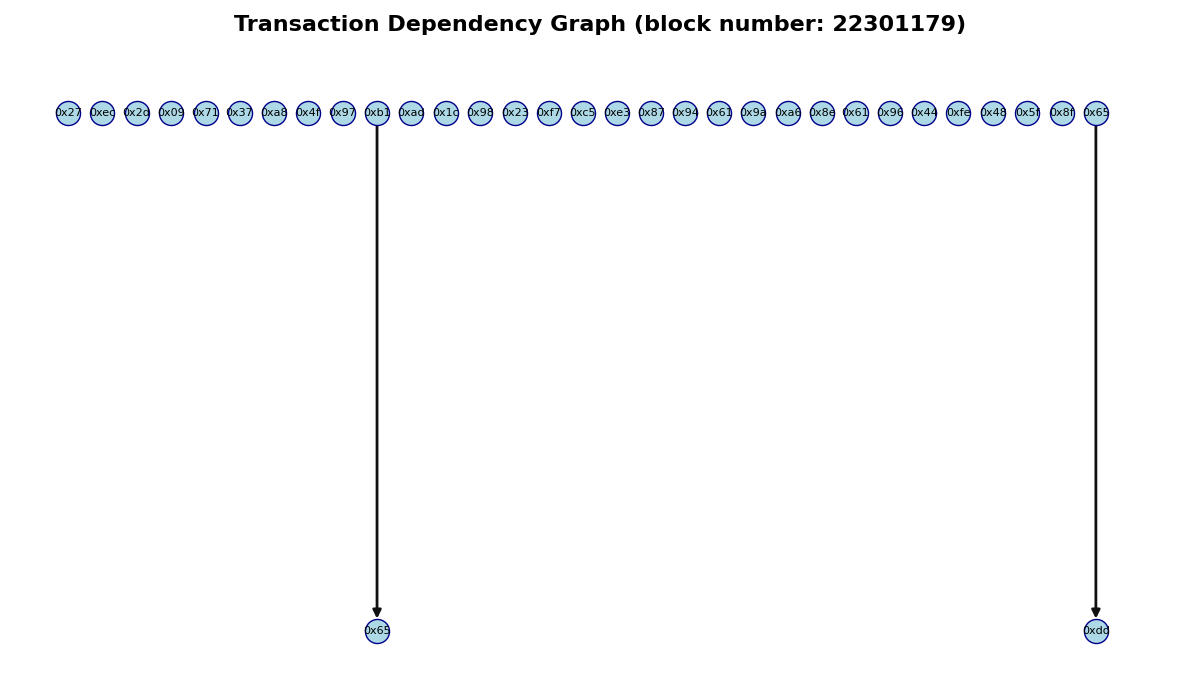 Transaction Dependency Graph (block number: 22301179)
0x27 0xec 0x2d 0x09 0x71 0x37 0xa8 0x4f 0x97 0xb1 0xad 0x1c 0x98 0x23 0xf7 0xc5 0xe3 0x87 0x94 0x61 0x9a 0xa6 0x8e 0x61 0x96 0x44 0xfe 0x48 0x5f 0x8f 0x65
0x65 0xdd